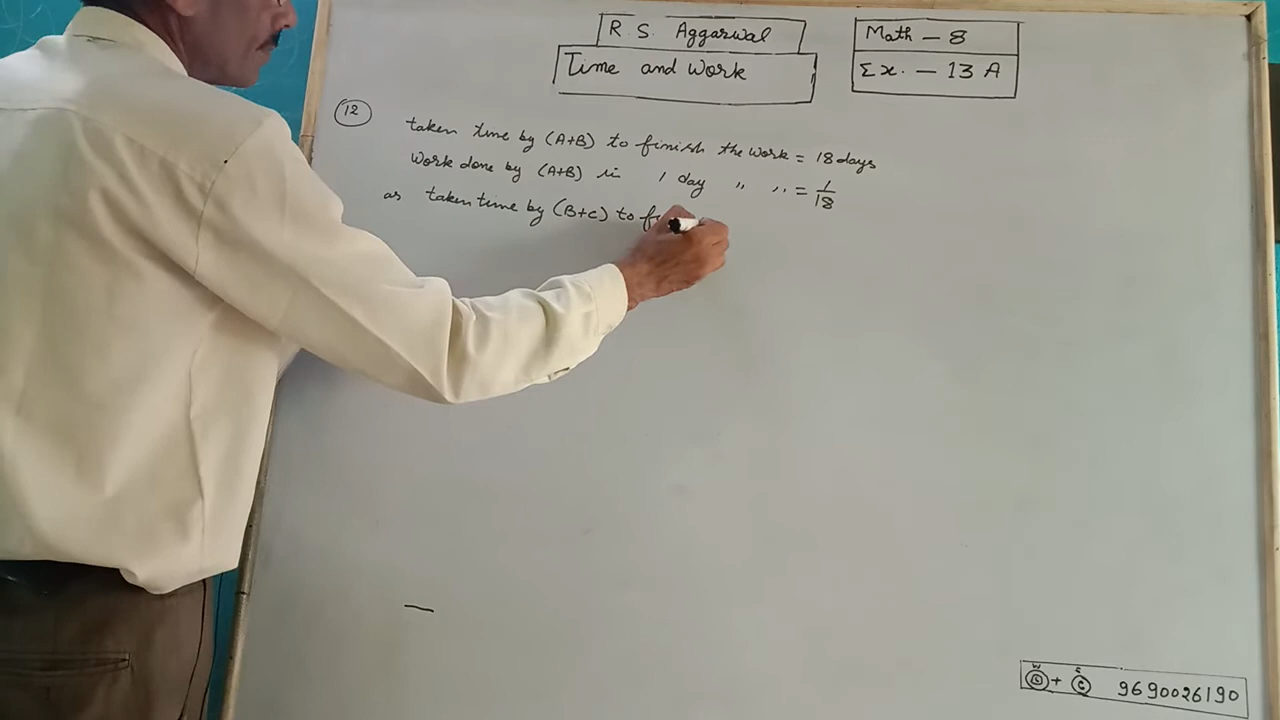 R. S. Aggarwal
Time and Work
Math - 8
Ex. - 13 A
12
taken time by (A+B) to finish the work = 18 days
Work done by (A+B) in 1 day " " = 1/18
as taken time by (B+C) to f
W S
+ C 9690026190